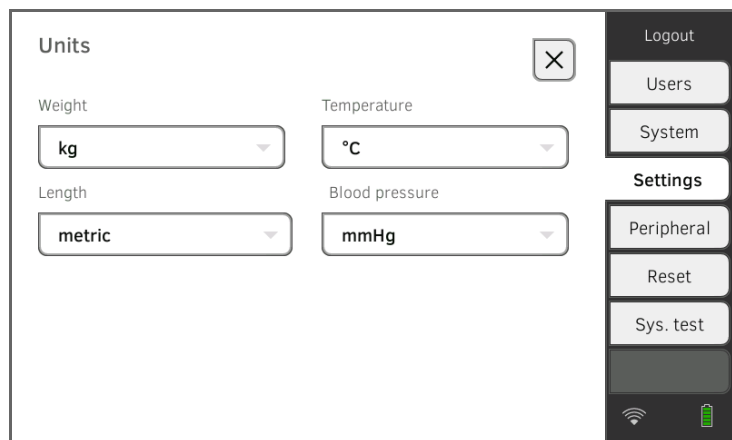 Units
Weight
kg
Temperature
°C
Length
metric
Blood pressure
mmHg
Logout
Users
System
Settings
Peripheral
Reset
Sys. test